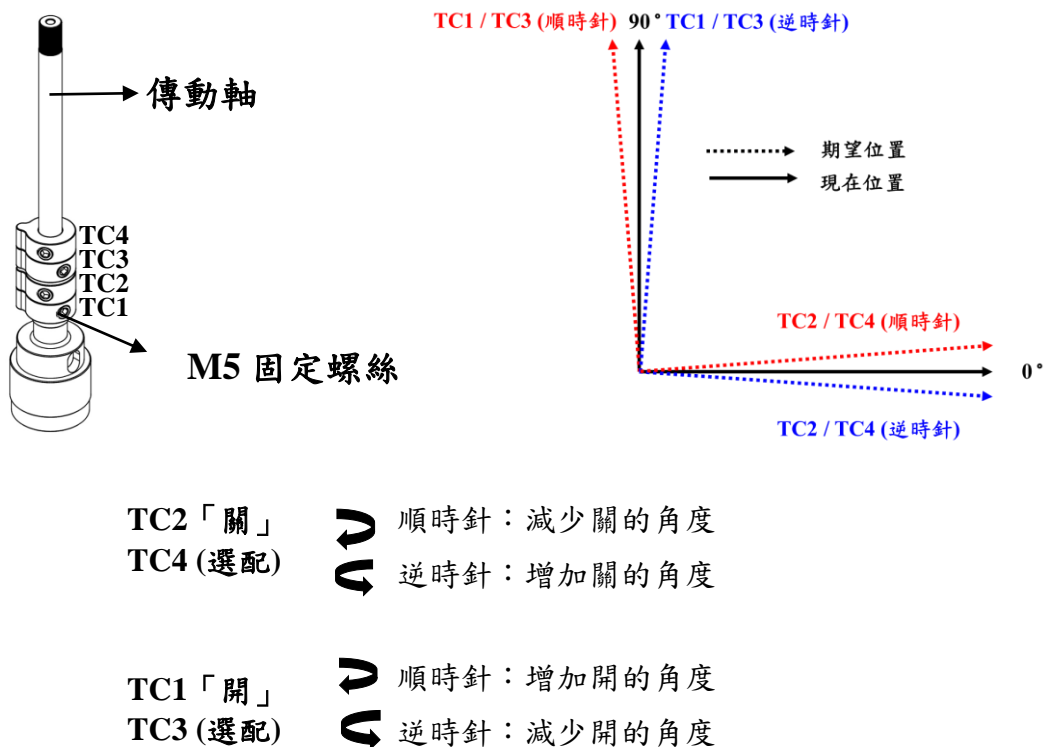 TC1 / TC3 (順時針) 90° TC1 / TC3 (逆時針)
傳動軸
期望位置
現在位置
TC4
TC3
TC2
TC1
TC2 / TC4 (順時針)
M5 固定螺絲
0°
TC2 / TC4 (逆時針)
TC2「關」 順時針：減少關的角度
TC4 (選配) 逆時針：增加關的角度
TC1「開」 順時針：增加開的角度
TC3 (選配) 逆時針：減少開的角度